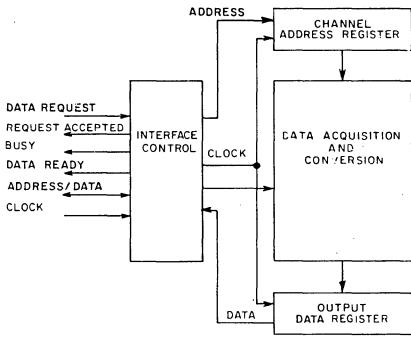 ADDRESS
CHANNEL
ADDRESS REGISTER
DATA REQUEST
REQUEST ACCEPTED
BUSY
DATA READY
ADDRESS/DATA
CLOCK
INTERFACE
CONTROL
CLOCK
DATA ACQUISITION
AND
CONVERSION
DATA
OUTPUT
DATA REGISTER